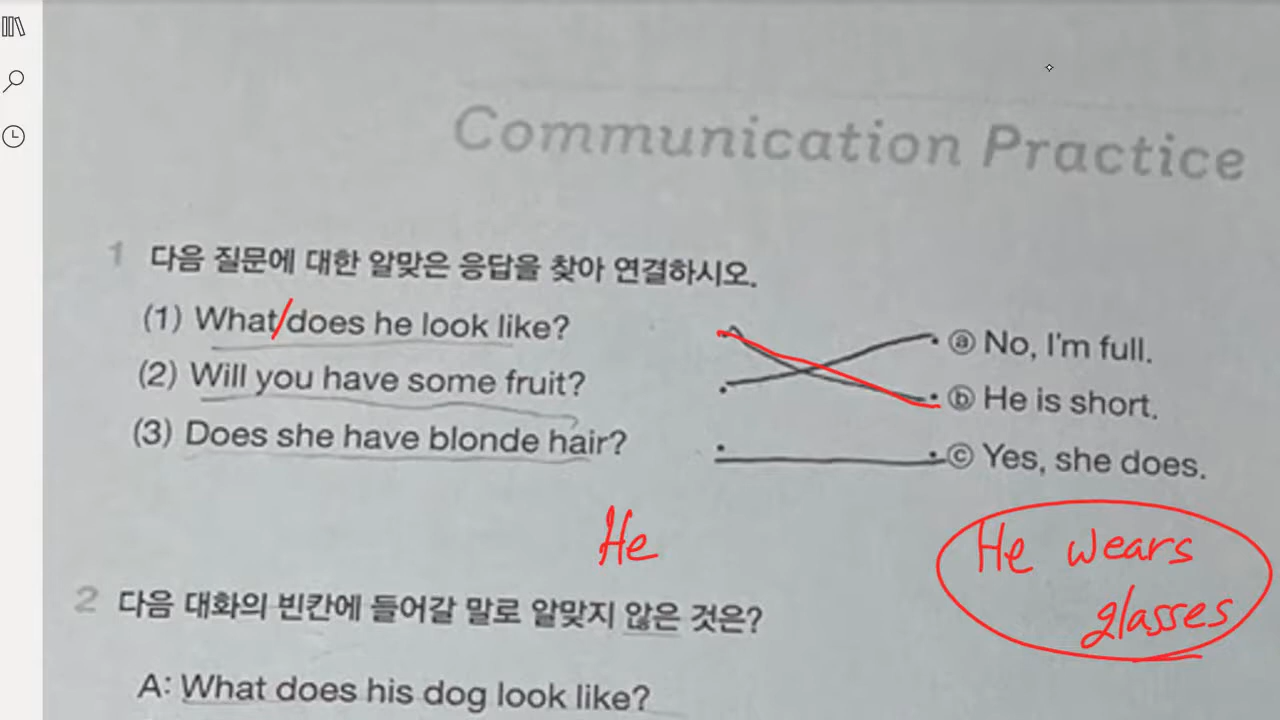 Communication Practice
1 다음 질문에 대한 알맞은 응답을 찾아 연결하시오.
(1) What/does he look like? ⓐ No, I'm full.
(2) Will you have some fruit? ⓑ He is short.
(3) Does she have blonde hair? ⓒ Yes, she does.
He
He wears
glasses
2 다음 대화의 빈칸에 들어갈 말로 알맞지 않은 것은?
A: What does his dog look like?